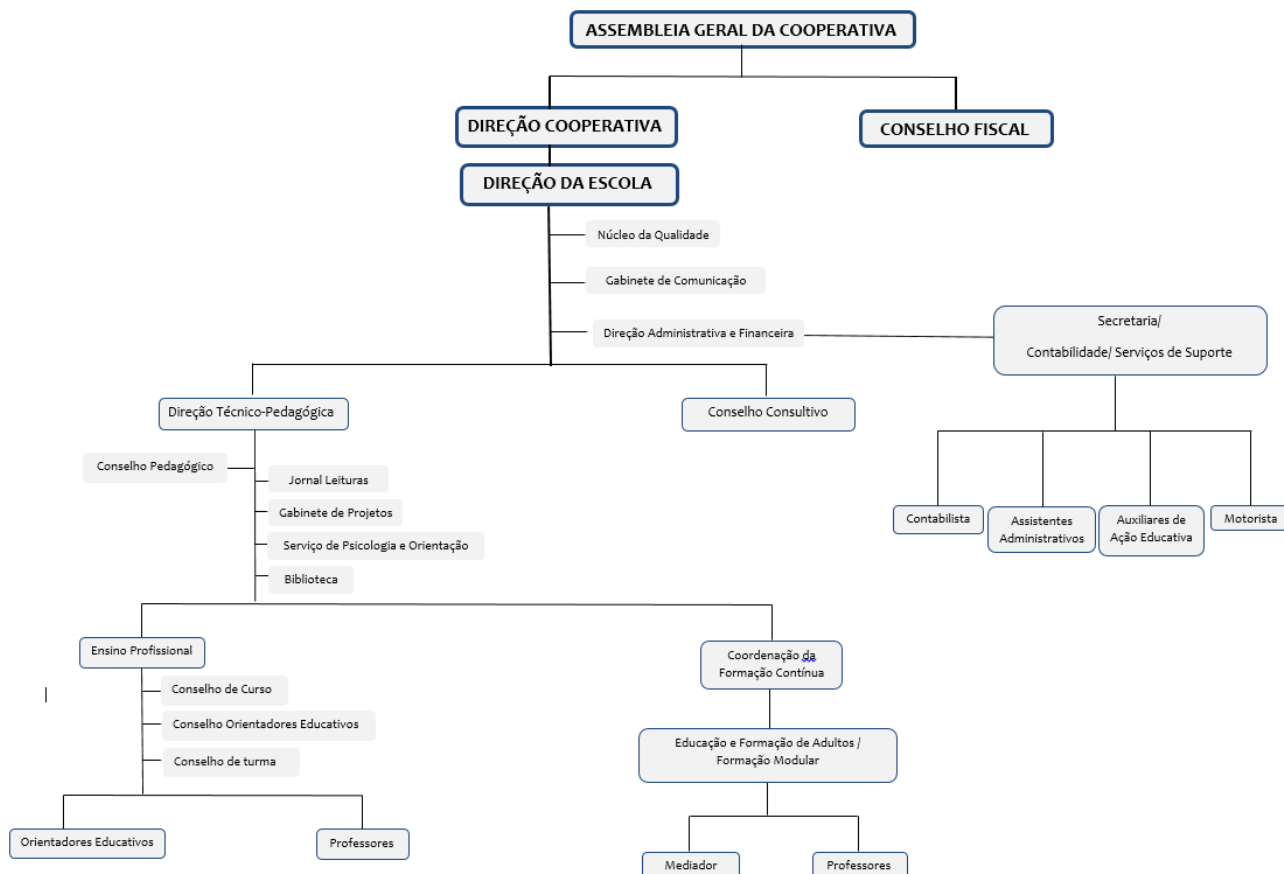 ASSEMBLEIA GERAL DA COOPERATIVA
DIREÇÃO COOPERATIVA
CONSELHO FISCAL
DIREÇÃO DA ESCOLA
Núcleo da Qualidade
Gabinete de Comunicação
Direção Administrativa e Financeira
Secretaria/
Contabilidade/ Serviços de Suporte
Direção Técnico-Pedagógica
Conselho Consultivo
Conselho Pedagógico
Jornal Leituras
Gabinete de Projetos
Serviço de Psicologia e Orientação
Biblioteca
Contabilista
Assistentes
Administrativos
Auxiliares de
Ação Educativa
Motorista
Ensino Profissional
Conselho de Curso
Conselho Orientadores Educativos
Conselho de turma
Orientadores Educativos
Professores
Coordenação da
Formação Contínua
Educação e Formação de Adultos /
Formação Modular
Mediador
Professores